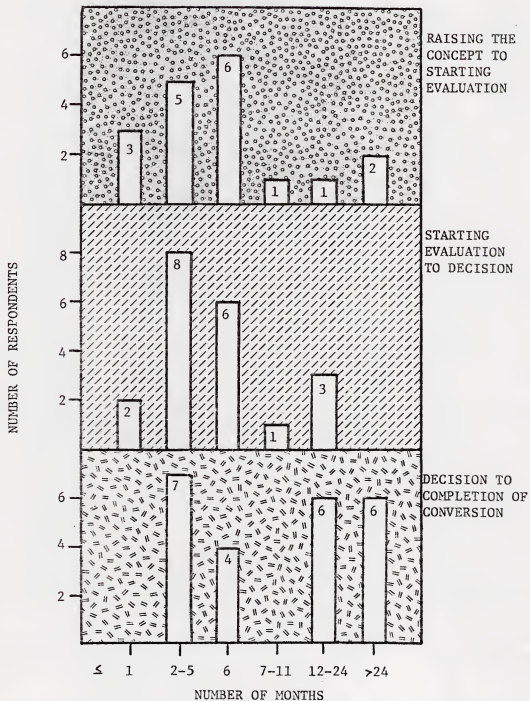 RAISING THE
CONCEPT TO
STARTING
EVALUATION
6
4
2
3
5
6
1
1
2
STARTING
EVALUATION
TO DECISION
8
6
4
2
2
8
6
1
3
NUMBER OF RESPONDENTS
DECISION TO
COMPLETION OF
CONVERSION
6
4
2
7
4
6
6
≤ 1 2-5 6 7-11 12-24 >24
NUMBER OF MONTHS